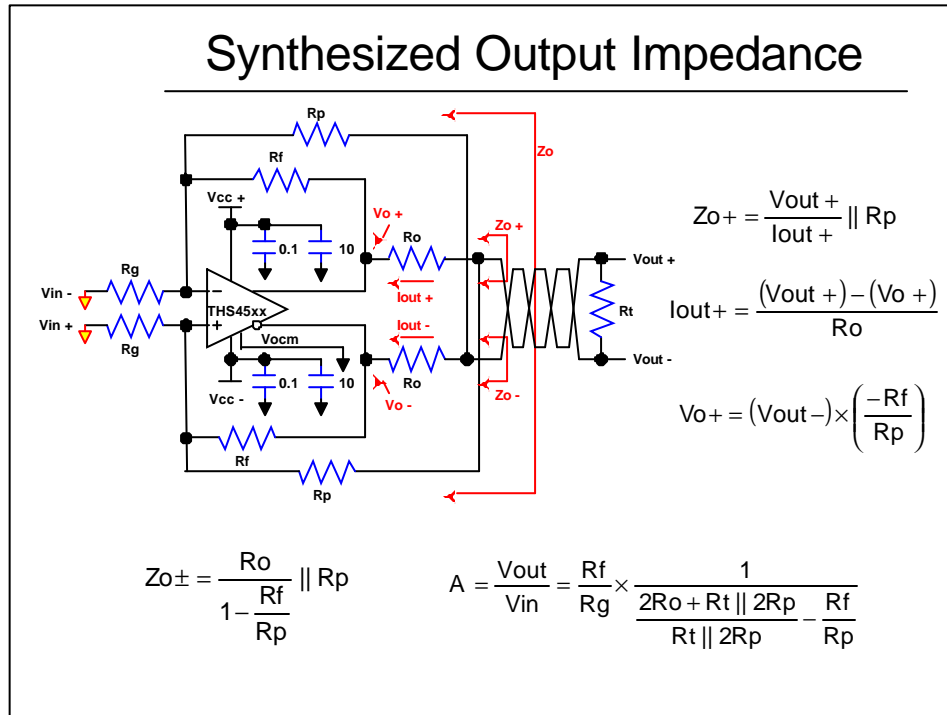 Synthesized Output Impedance
Rp
Rf
Zo
Vcc +
Vo +
Zo +
0.1
10
Ro
Rg
Vin -
Vin +
Rg
THS45xx
Iout +
Iout -
Vocm
Vout +
Rt
Vout -
0.1
10
Ro
Vcc -
Vo -
Zo -
Rf
Rp
Zo + = Vout + / Iout + || Rp
Iout + = (Vout +) − (Vo +) / Ro
Vo + = (Vout −) × (−Rf / Rp)
Zo ± = Ro / 1 − Rf / Rp || Rp
A = Vout / Vin = Rf / Rg × 1 / 2Ro + Rt || 2Rp / Rt || 2Rp − Rf / Rp